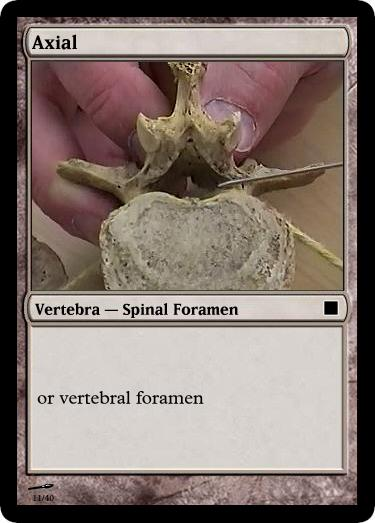 Axial
Vertebra — Spinal Foramen
or vertebral foramen
11/40